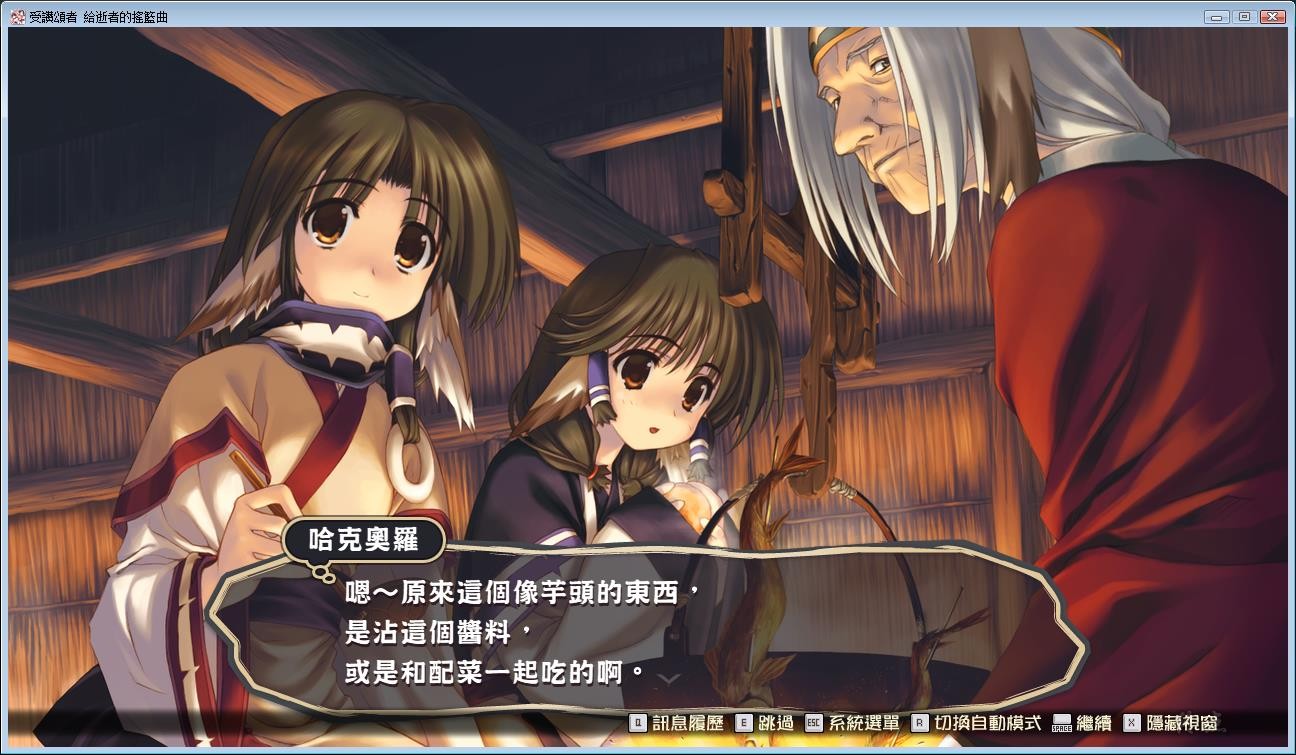 受讚頌者 給逝者的搖籃曲
哈克奧羅
嗯～原來這個像芋頭的東西，
是沾這個醬料，
或是和配菜一起吃的啊。
Q 訊息履歷 E 跳過 ESC 系統選單 R 切換自動模式 SPACE 繼續 X 隱藏視窗